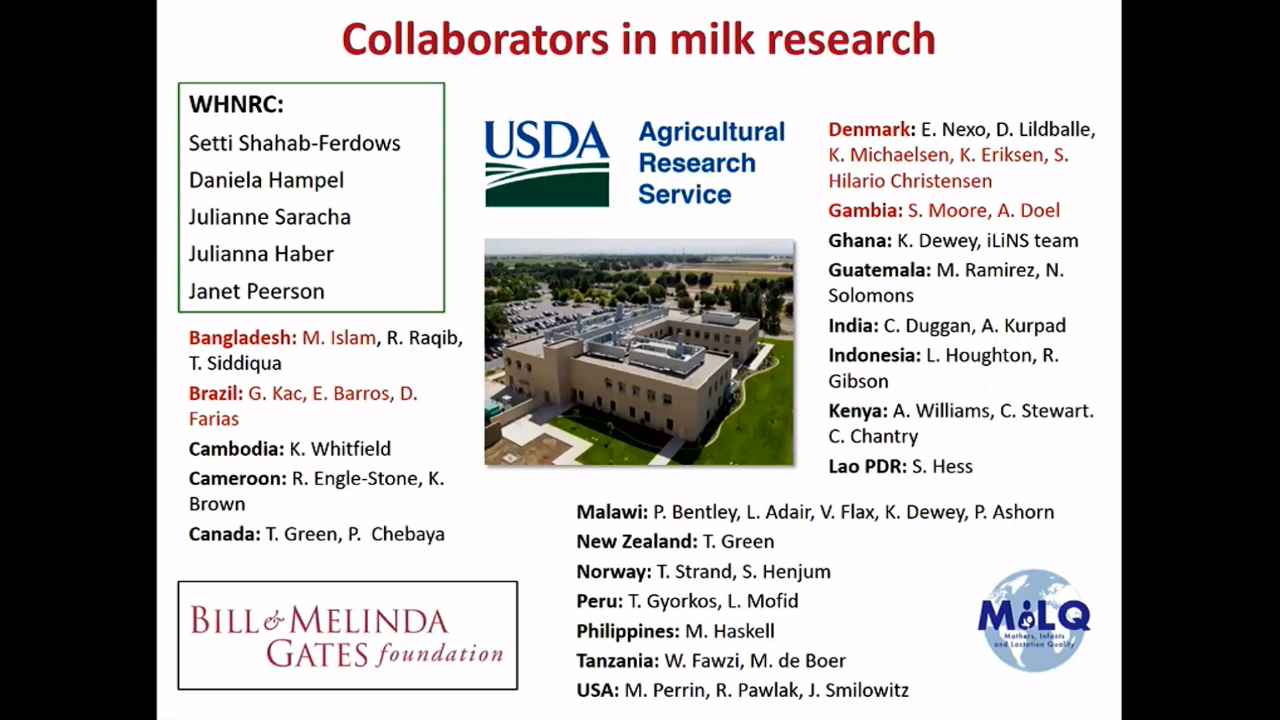 Collaborators in milk research
WHNRC:
Setti Shahab-Ferdows
Daniela Hampel
Julianne Saracha
Julianna Haber
Janet Peerson
Bangladesh: M. Islam, R. Raqib,
T. Siddiqua
Brazil: G. Kac, E. Barros, D.
Farias
Cambodia: K. Whitfield
Cameroon: R. Engle-Stone, K.
Brown
Canada: T. Green, P. Chebaya
BILL & MELINDA
GATES foundation
USDA
Agricultural
Research
Service
Denmark: E. Nexo, D. Lildballe,
K. Michaelsen, K. Eriksen, S.
Hilario Christensen
Gambia: S. Moore, A. Doel
Ghana: K. Dewey, iLiNS team
Guatemala: M. Ramirez, N.
Solomons
India: C. Duggan, A. Kurpad
Indonesia: L. Houghton, R.
Gibson
Kenya: A. Williams, C. Stewart.
C. Chantry
Lao PDR: S. Hess
Malawi: P. Bentley, L. Adair, V. Flax, K. Dewey, P. Ashorn
New Zealand: T. Green
Norway: T. Strand, S. Henjum
Peru: T. Gyorkos, L. Mofid
Philippines: M. Haskell
Tanzania: W. Fawzi, M. de Boer
USA: M. Perrin, R. Pawlak, J. Smilowitz
MiLQ
Mothers, Infants
and Lactation Quality